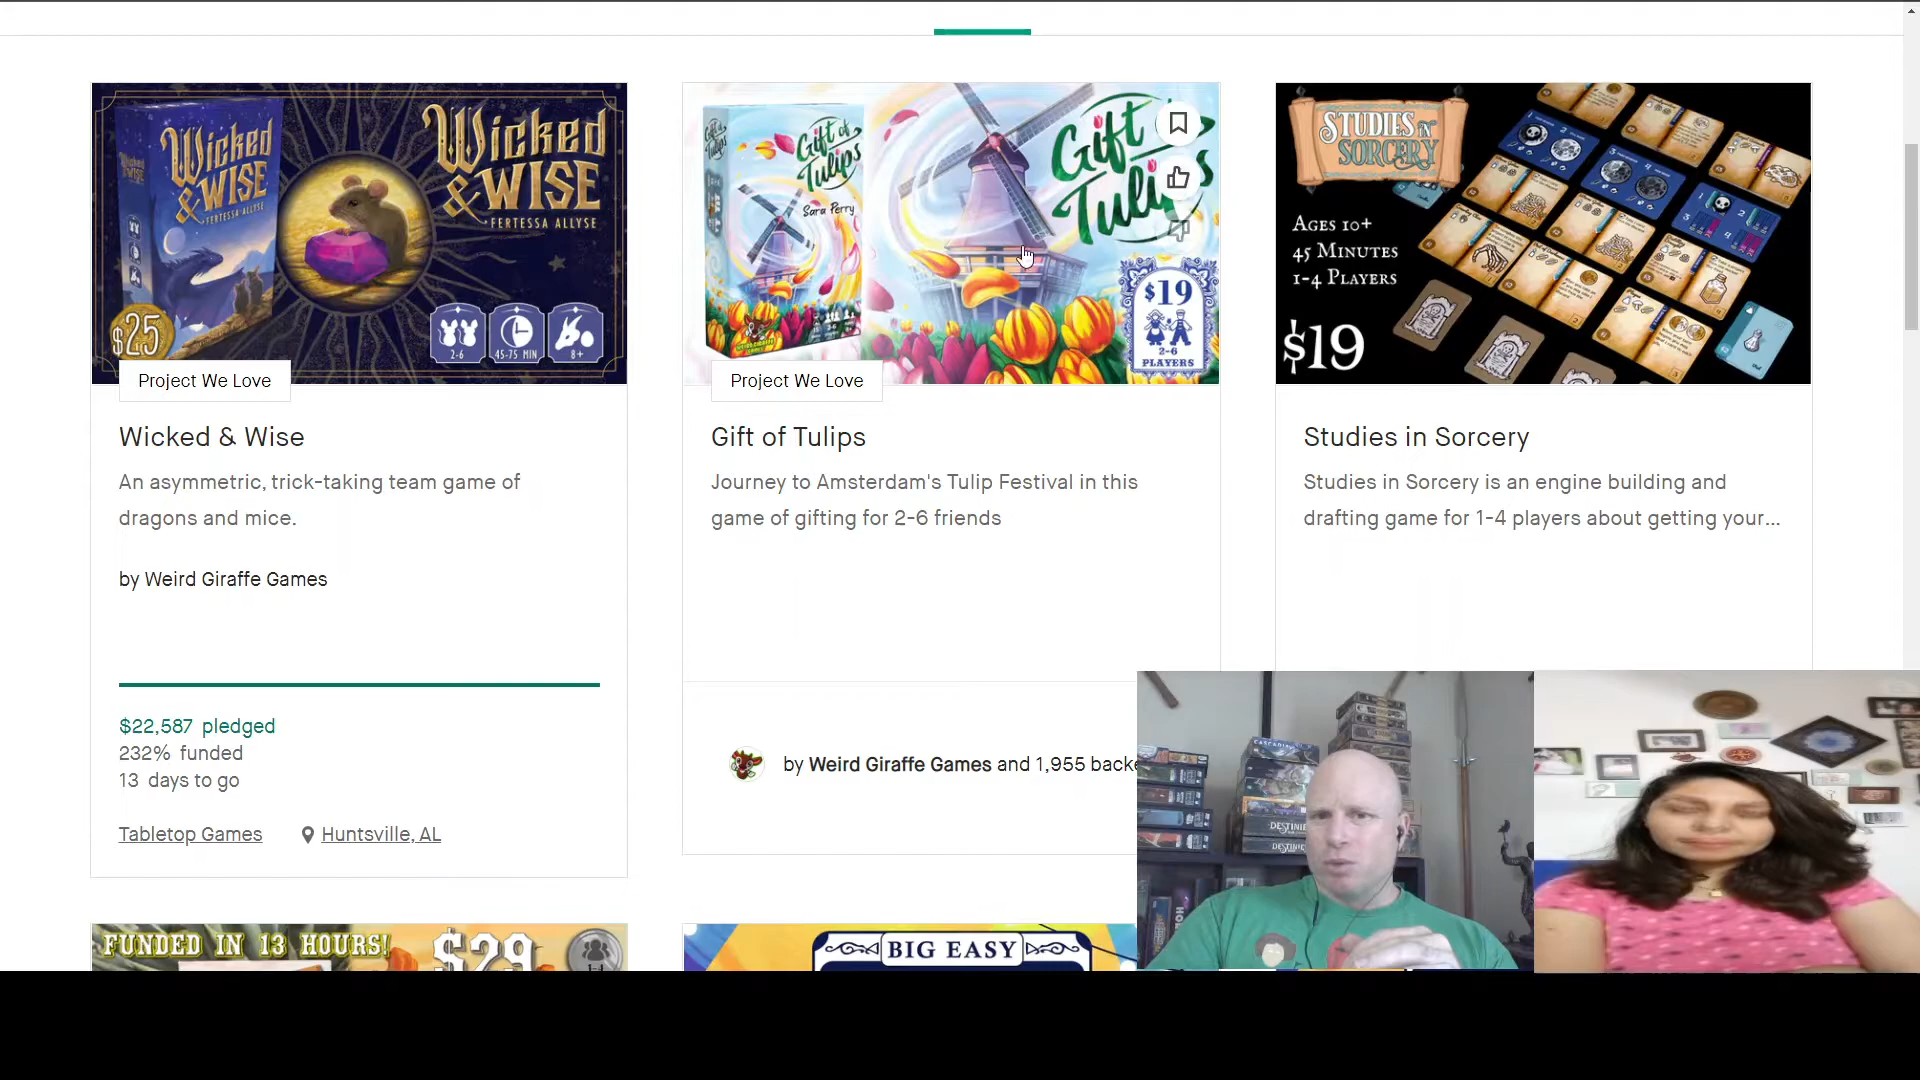 Wicked
& WISE
FERTESSA ALLYSE
Wicked
& WISE
FERTESSA ALLYSE
$25
2-6
45-75 MIN
8+
Project We Love
Wicked & Wise
An asymmetric, trick-taking team game of
dragons and mice.
by Weird Giraffe Games
$22,587 pledged
232% funded
13 days to go
Tabletop Games
Huntsville, AL
Gift of
Tulips
Sara Perry
Gift
$19
2-6
PLAYERS
Project We Love
Gift of Tulips
Journey to Amsterdam's Tulip Festival in this
game of gifting for 2-6 friends
by Weird Giraffe Games and 1,955
STUDIES IN
SORCERY
AGES 10+
45 MINUTES
1-4 PLAYERS
$19
Studies in Sorcery
Studies in Sorcery is an engine building and
drafting game for 1-4 players about getting your...
FUNDED IN 13 HOURS!
$29
BIG EASY
CASCADIA
DESTINIES